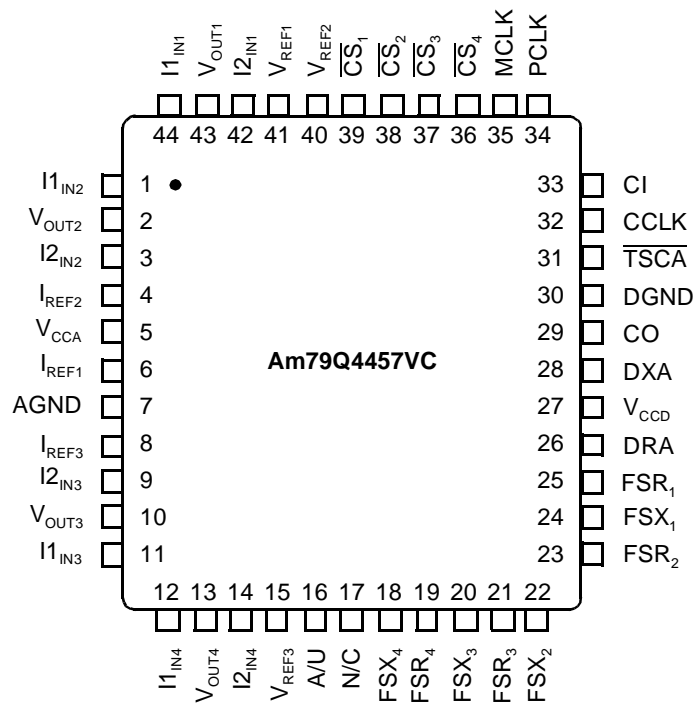 I1IN1 VOUT1 I2IN1 VREF1 VREF2 CS1 CS2 CS3 CS4 MCLK PCLK
44 43 42 41 40 39 38 37 36 35 34
I1IN2 1 33 CI
VOUT2 2 32 CCLK
I2IN2 3 31 TSCA
IREF2 4 30 DGND
VCCA 5 29 CO
IREF1 6 Am79Q4457VC 28 DXA
AGND 7 27 VCCD
IREF3 8 26 DRA
I2IN3 9 25 FSR1
VOUT3 10 24 FSX1
I1IN3 11 23 FSR2
12 13 14 15 16 17 18 19 20 21 22
I1IN4 VOUT4 I2IN4 VREF3 A/U N/C FSX4 FSR4 FSX3 FSR3 FSX2